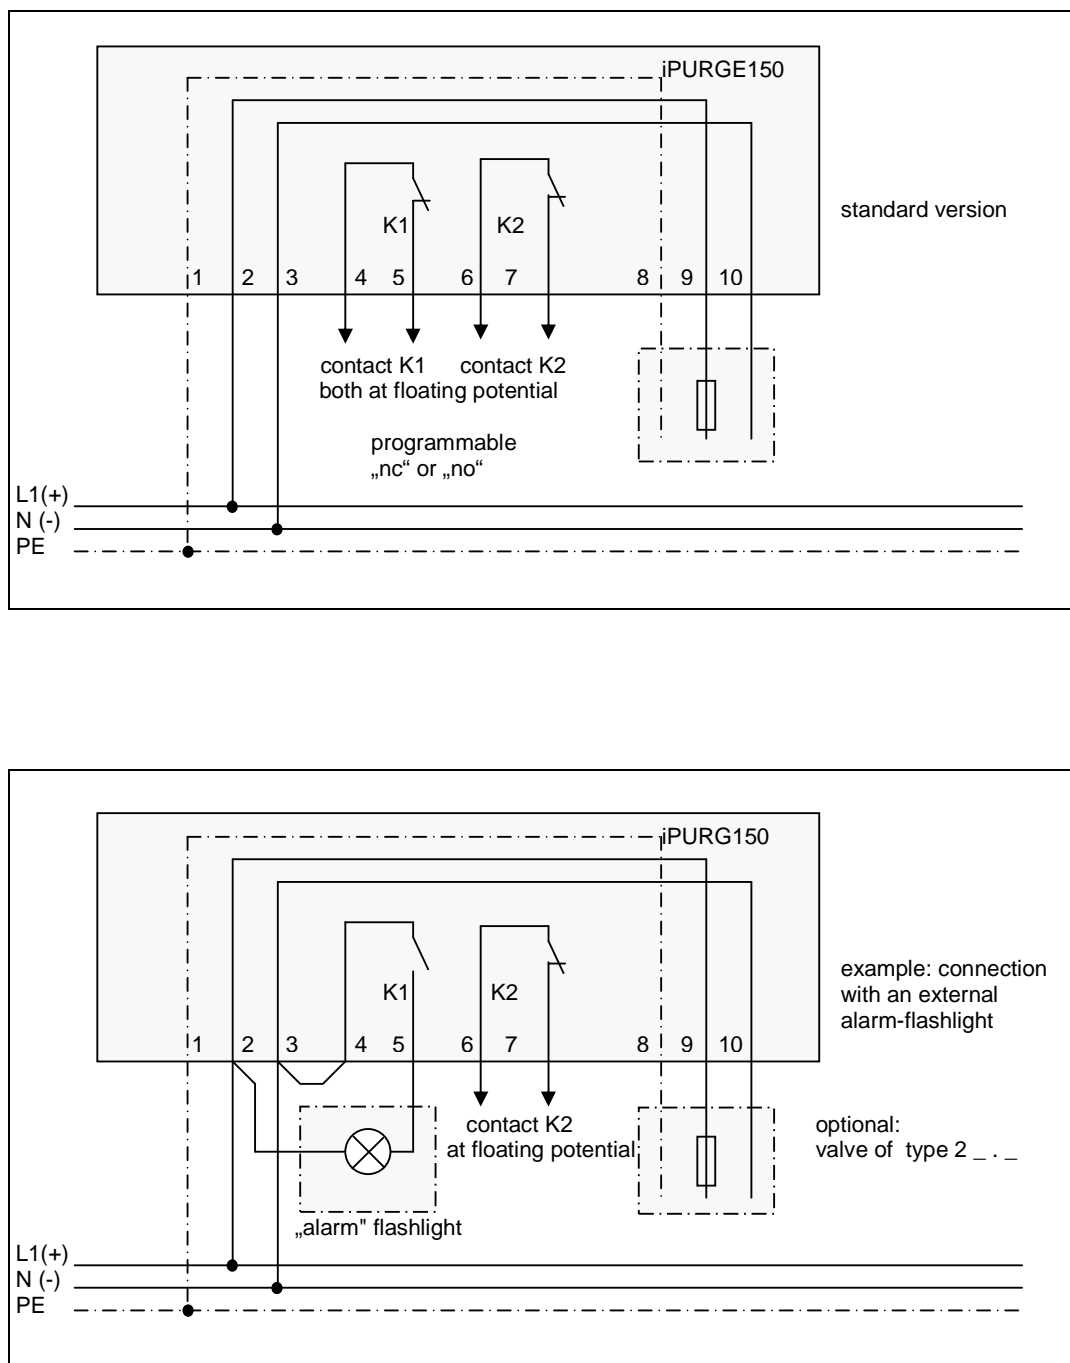 iPURGE150
K1 K2
standard version
1 2 3 4 5 6 7 8 9 10
contact K1 contact K2
both at floating potential
programmable
„nc“ or „no“
L1(+)
N (-)
PE
iPURG150
K1 K2
example: connection
with an external
alarm-flashlight
1 2 3 4 5 6 7 8 9 10
contact K2
at floating potential
optional:
valve of type 2 _ . _
„alarm" flashlight
L1(+)
N (-)
PE